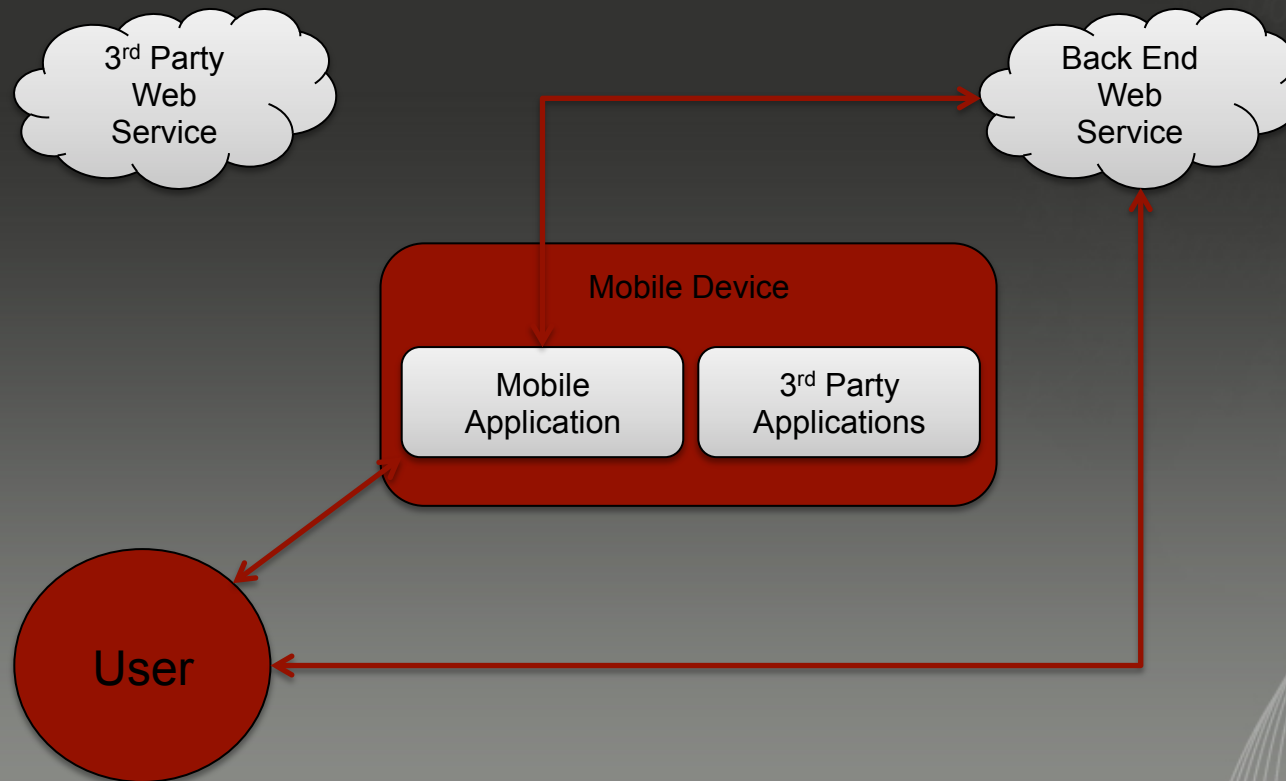 3rd Party
Web
Service
Back End
Web
Service
Mobile Device
Mobile
Application
3rd Party
Applications
User